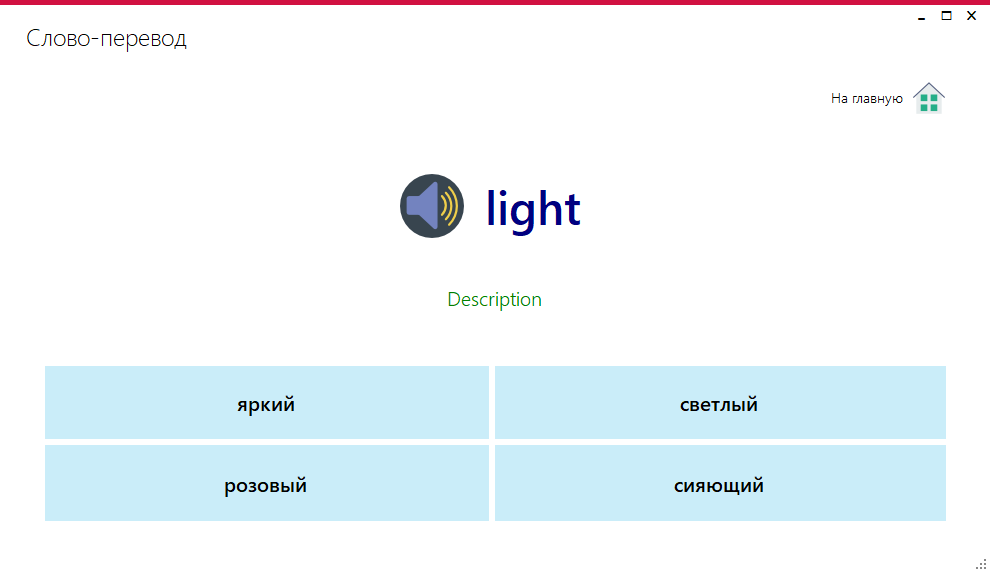 Слово-перевод
На главную
light
Description
яркий
светлый
розовый
сияющий